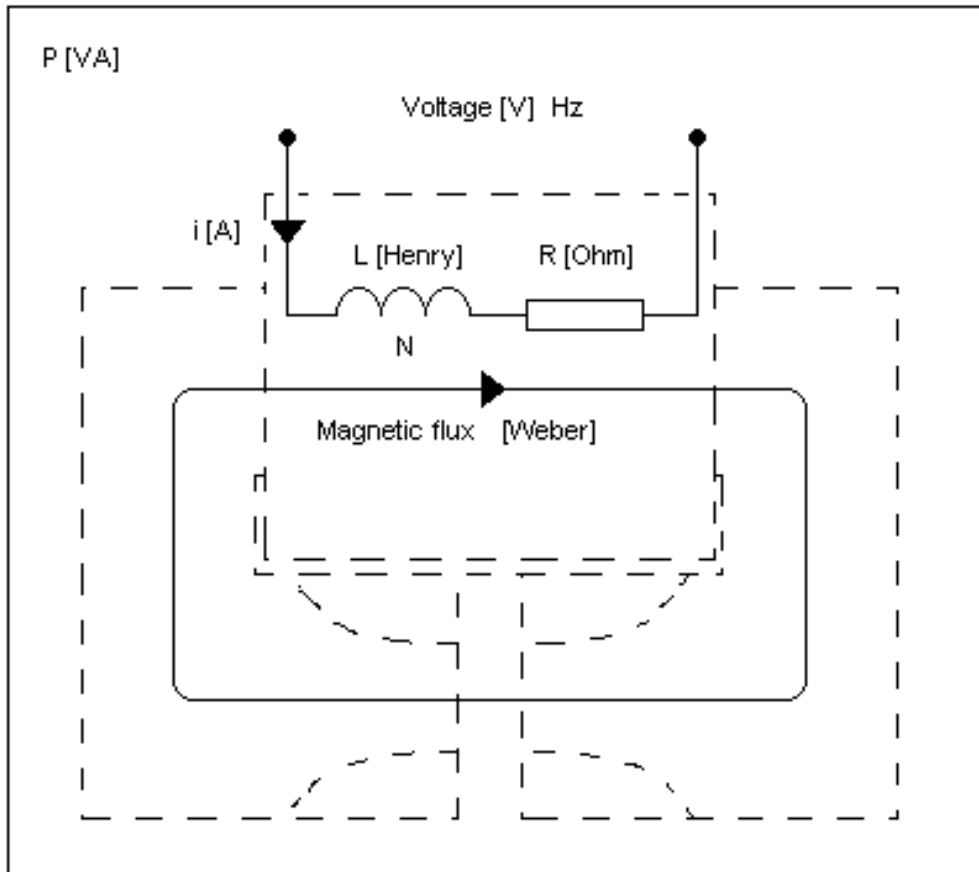 P [VA]
Voltage [V] Hz
i [A]
L [Henry]
R [Ohm]
N
Magnetic flux [Weber]